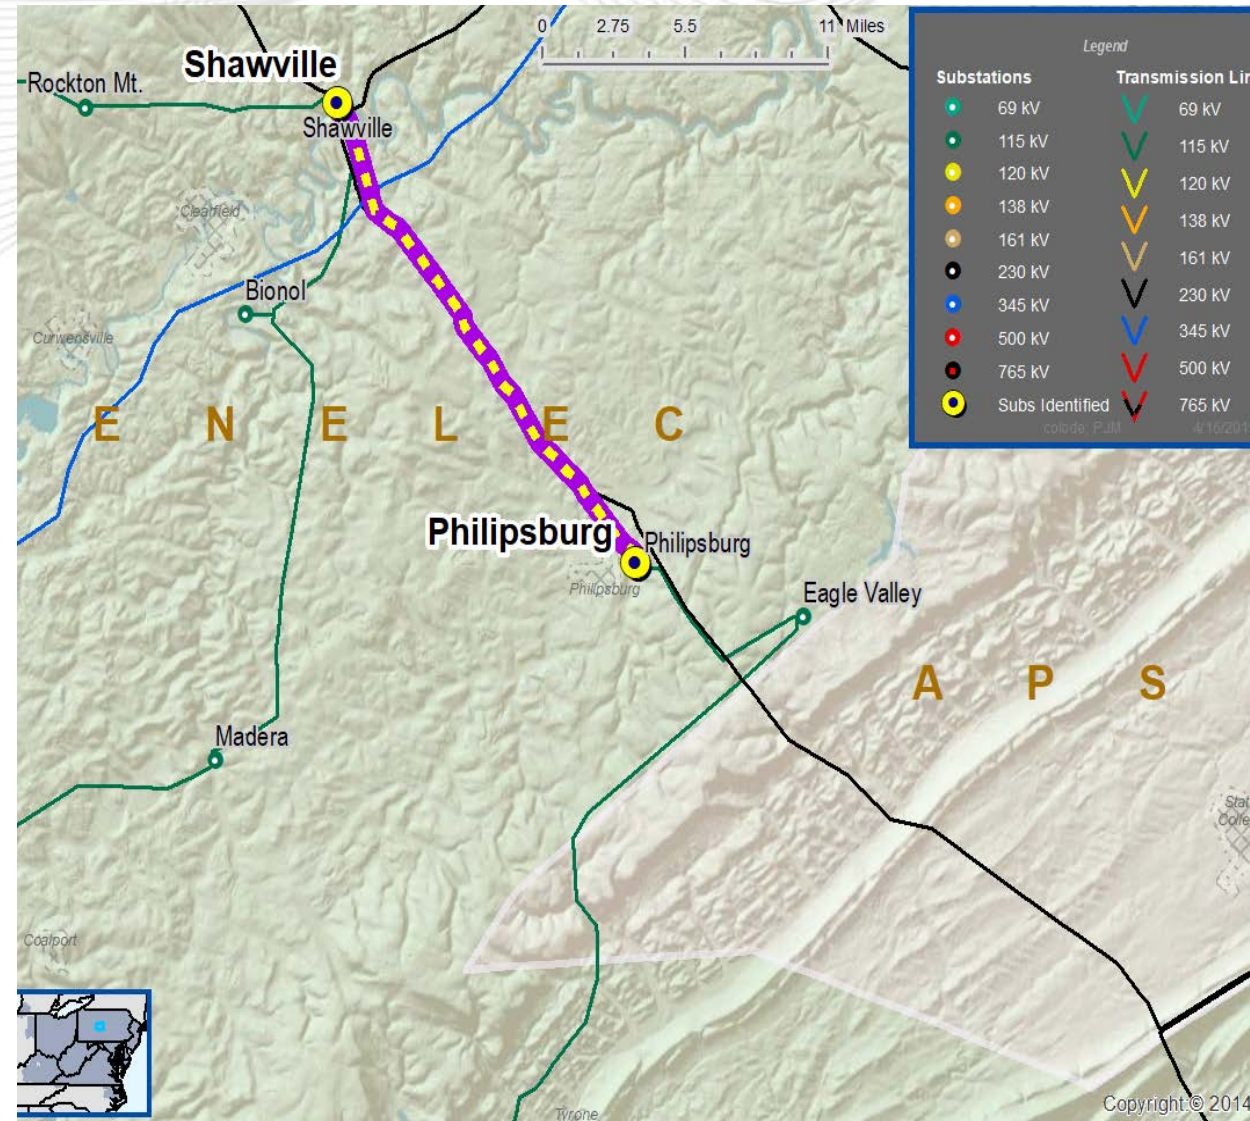 0 2.75 5.5 11 Miles
Shawville
Rockton Mt.
Shawville
Clearfield
Bionol
Curwensville
E N E L E C
Philipsburg
Philipsburg
Philipsburg
Eagle Valley
A P S
Madera
Coalport
Tyrone
Copyright:© 2014
Legend
Substations
69 kV
115 kV
120 kV
138 kV
161 kV
230 kV
345 kV
500 kV
765 kV
Subs Identified
Transmission Lin
69 kV
115 kV
120 kV
138 kV
161 kV
230 kV
345 kV
500 kV
765 kV